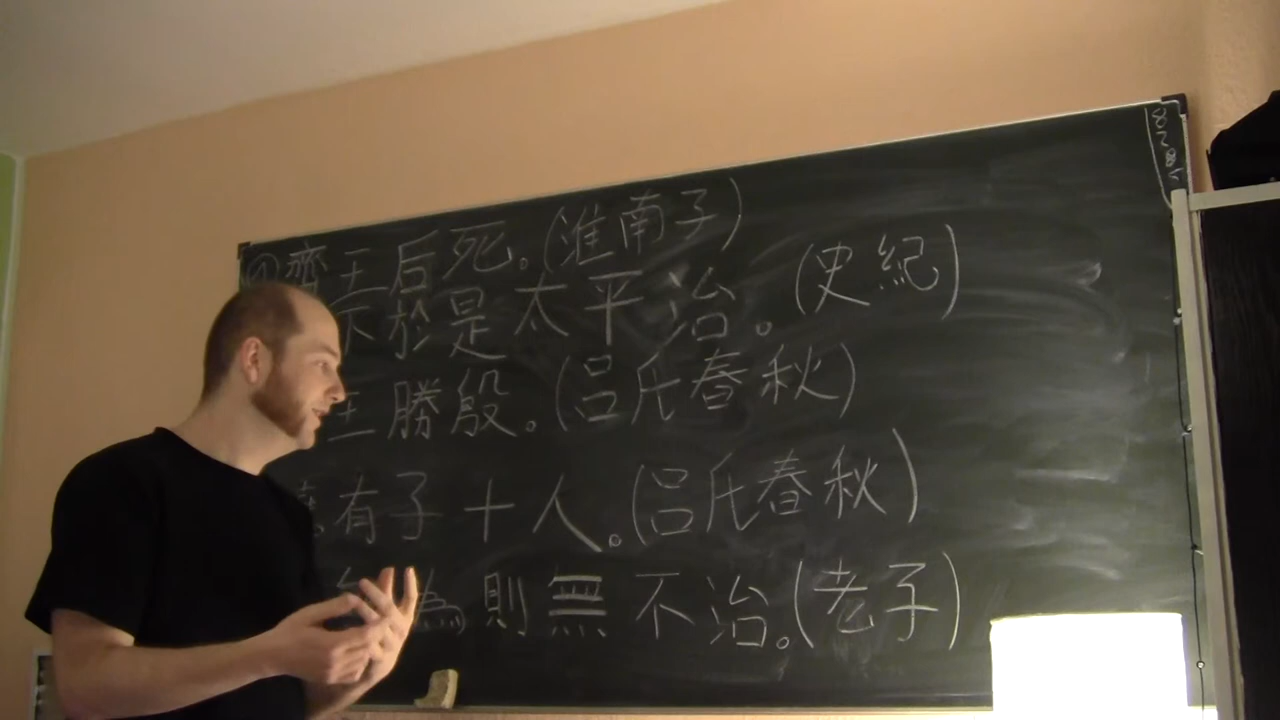 齊王后死。(淮南子)
下於是太平治。(史紀)
王勝殷。(呂氏春秋)
有子十人。(呂氏春秋)
為則無不治。(老子)